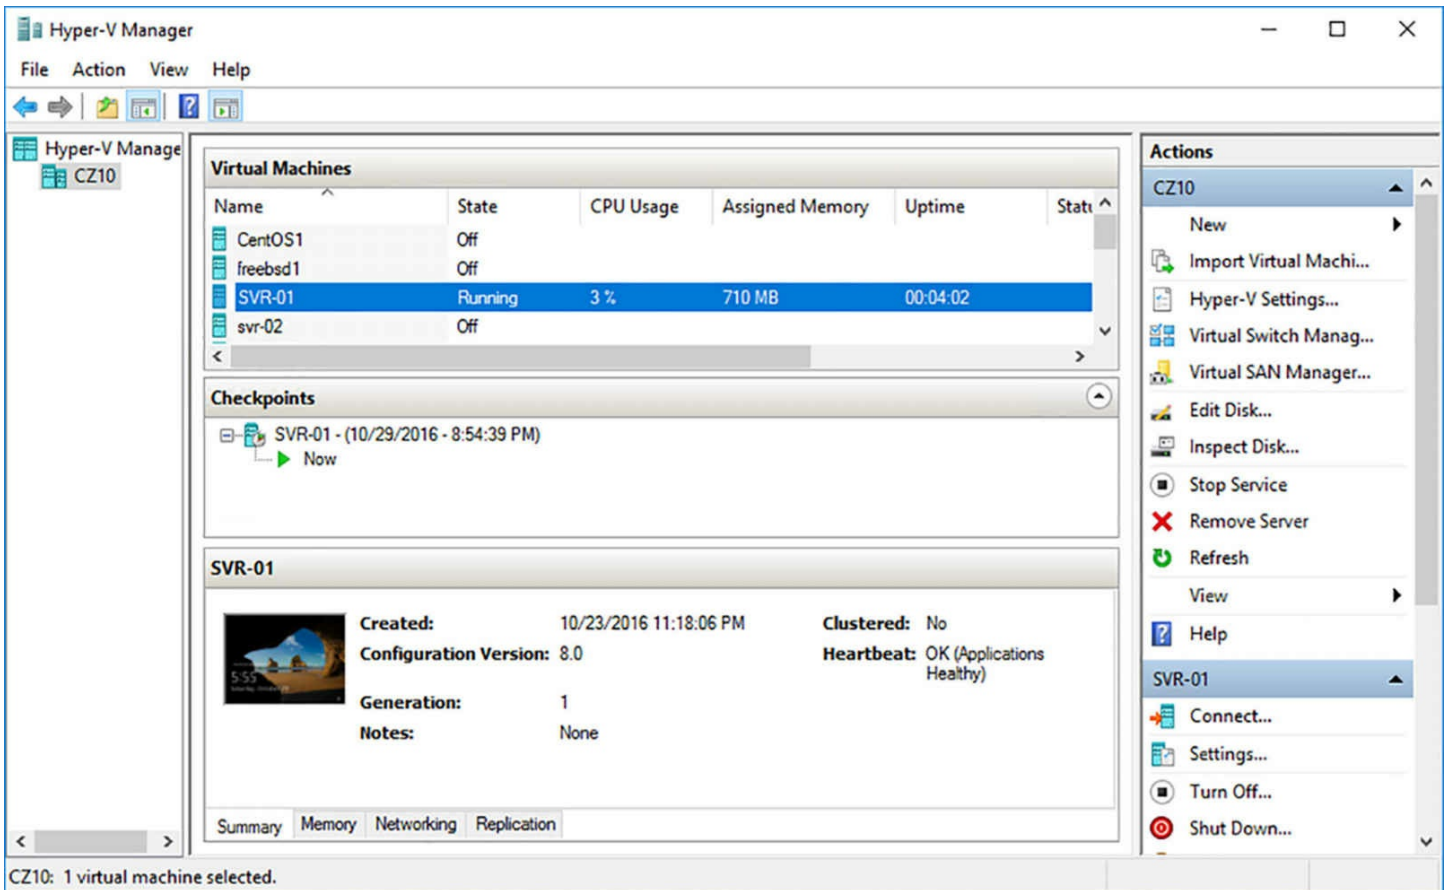 Hyper-V Manager
File Action View Help
Hyper-V Manage
CZ10
Virtual Machines
Name State CPU Usage Assigned Memory Uptime Statu
CentOS1 Off
freebsd1 Off
SVR-01 Running 3 % 710 MB 00:04:02
svr-02 Off
Checkpoints
SVR-01 - (10/29/2016 - 8:54:39 PM)
Now
SVR-01
5:55
Created: 10/23/2016 11:18:06 PM Clustered: No
Configuration Version: 8.0 Heartbeat: OK (Applications
Healthy)
Generation: 1
Notes: None
Summary Memory Networking Replication
Actions
CZ10
New
Import Virtual Machi...
Hyper-V Settings...
Virtual Switch Manag...
Virtual SAN Manager...
Edit Disk...
Inspect Disk...
Stop Service
Remove Server
Refresh
View
Help
SVR-01
Connect...
Settings...
Turn Off...
Shut Down...
CZ10: 1 virtual machine selected.